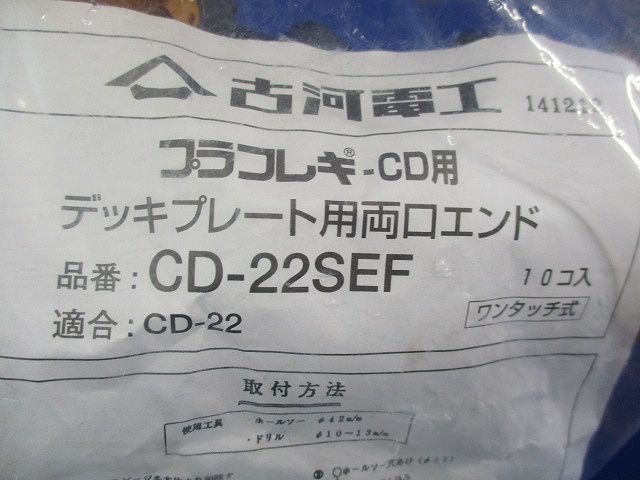 古河電工 141212
プラフレキ®-CD用
デッキプレート用両口エンド
品番：CD-22SEF 10コ入
適合：CD-22 ワンタッチ式
取付方法
使用工具 ホールソー φ42m/m
・ドリル φ10〜13m/m